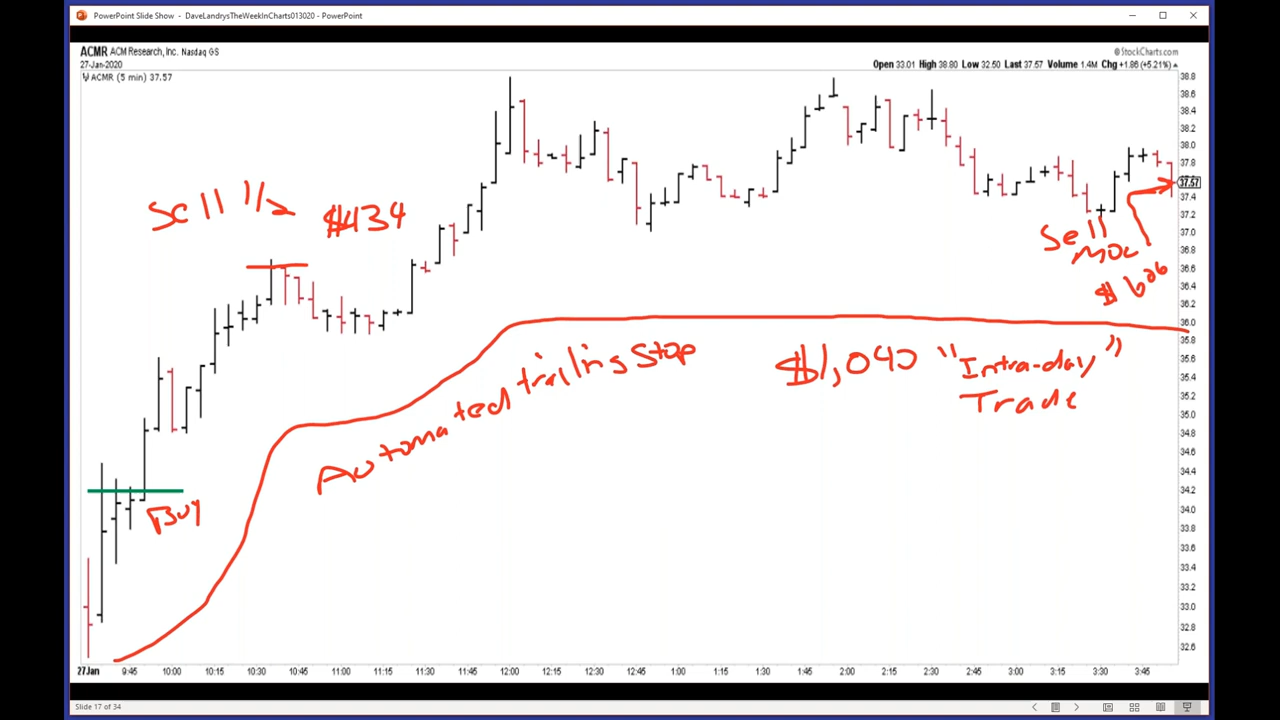 PowerPoint Slide Show - DaveLandrysTheWeekInCharts013020 - PowerPoint
ACMR ACM Research, Inc. Nasdaq GS
© StockCharts.com
27-Jan-2020
Open 33.01 High 38.80 Low 32.50 Last 37.57 Volume 1.4M Chg +1.86 (+5.21%)
ACMR (5 min) 37.57
38.8
38.6
38.4
38.2
38.0
37.8
37.57
37.4
37.2
37.0
36.8
36.6
36.4
36.2
36.0
35.8
35.6
35.4
35.2
35.0
34.8
34.6
34.4
34.2
34.0
33.8
33.6
33.4
33.2
33.0
32.8
32.6
Sell 1/2 $434
Sell
MOC
$606
Buy
Automated trailing Stop
$1,040 "Intra-day"
Trade
27Jan 9:45 10:00 10:15 10:30 10:45 11:00 11:15 11:30 11:45 12:00 12:15 12:30 12:45 1:00 1:15 1:30 1:45 2:00 2:15 2:30 2:45 3:00 3:15 3:30 3:45
Slide 17 of 34